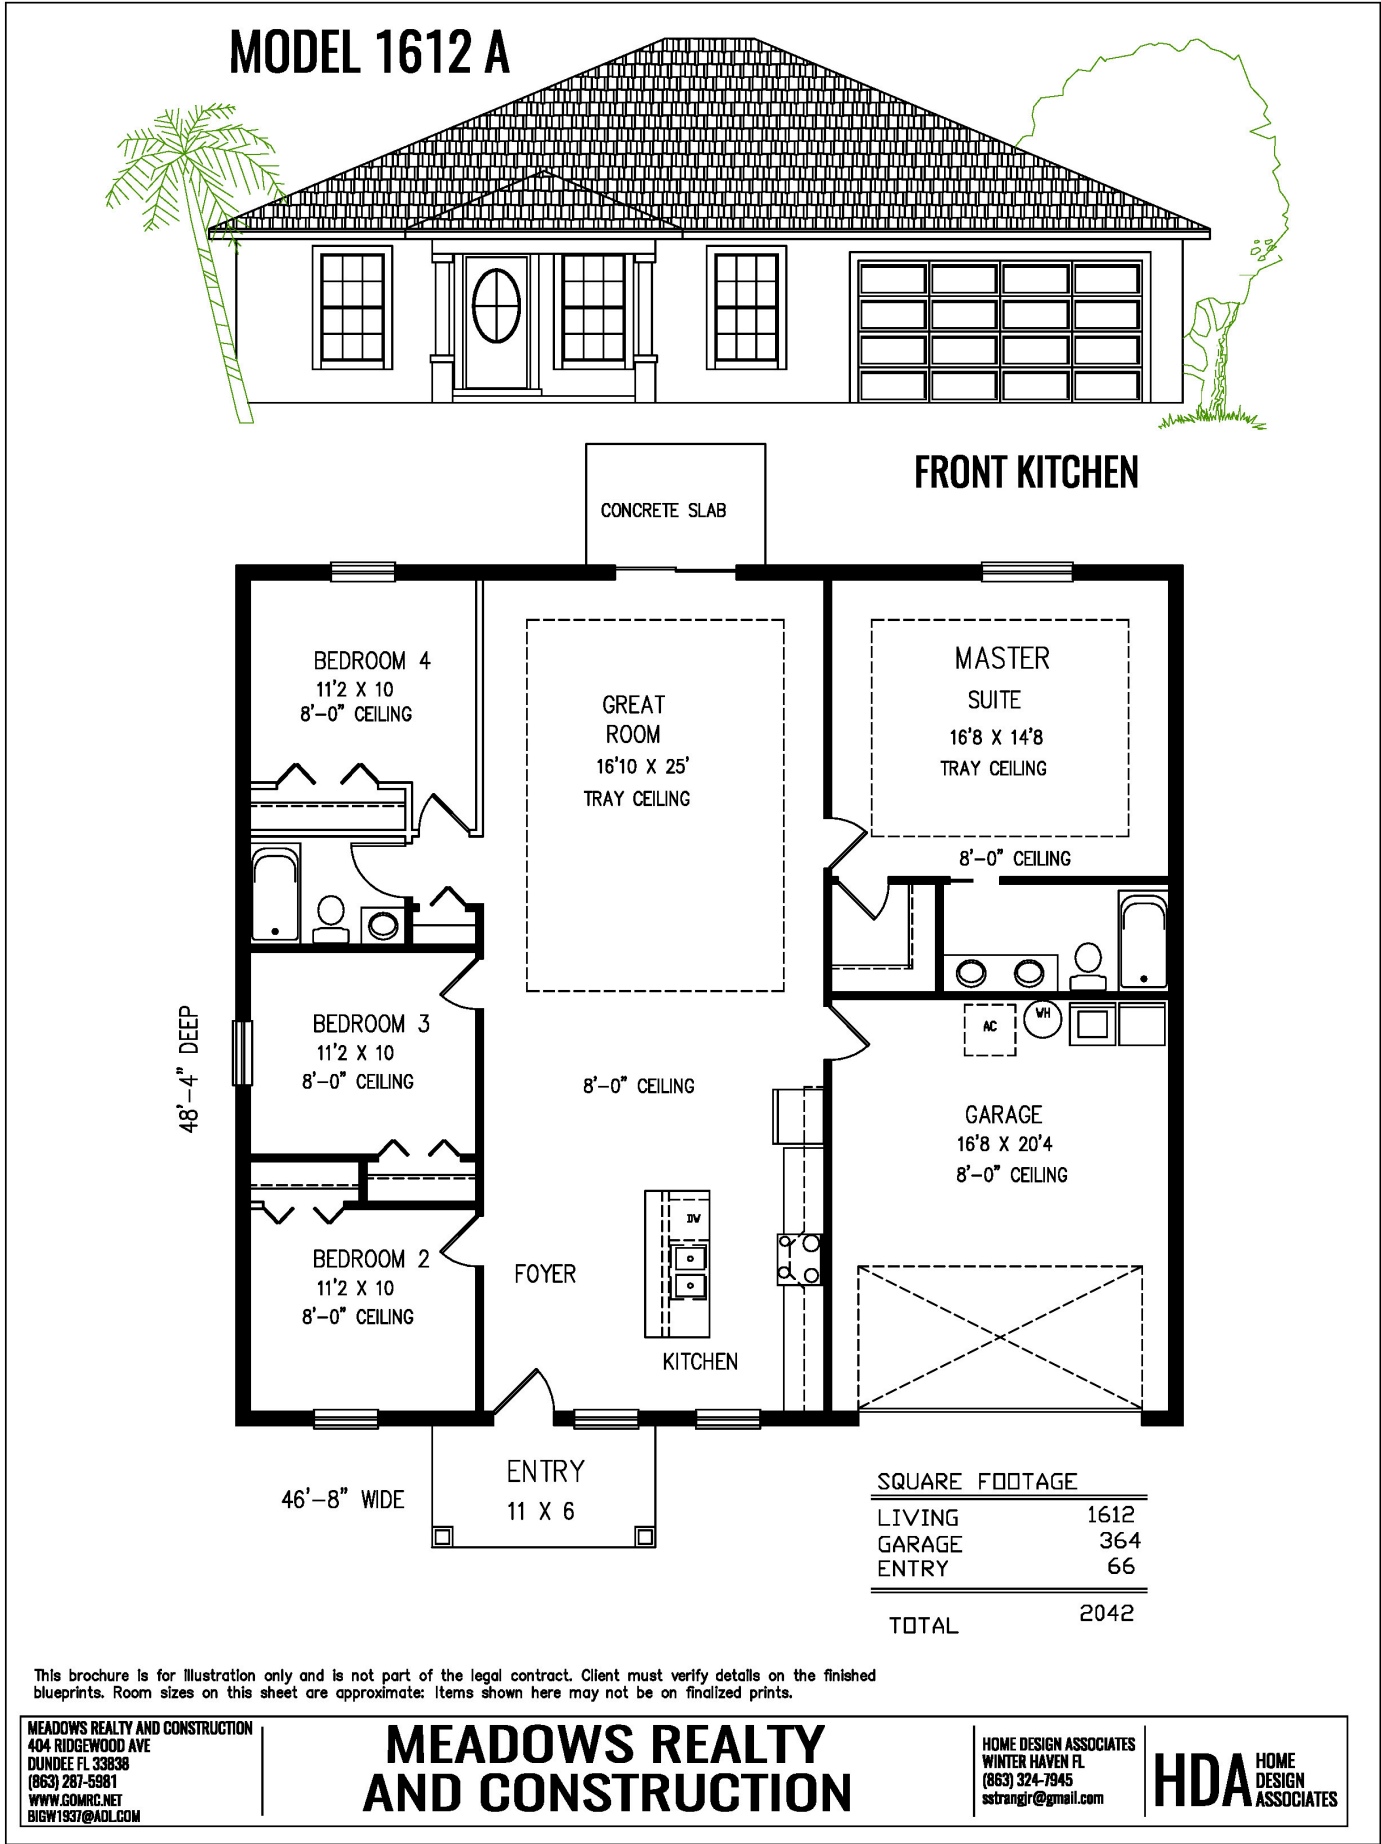 MODEL 1612 A
FRONT KITCHEN
CONCRETE SLAB
BEDROOM 4
11'2 X 10
8'-0" CEILING
GREAT
ROOM
16'10 X 25'
TRAY CEILING
MASTER
SUITE
16'8 X 14'8
TRAY CEILING
8'-0" CEILING
48'-4" DEEP
BEDROOM 3
11'2 X 10
8'-0" CEILING
8'-0" CEILING
AC
WH
GARAGE
16'8 X 20'4
8'-0" CEILING
DW
BEDROOM 2
11'2 X 10
8'-0" CEILING
FOYER
KITCHEN
46'-8" WIDE
ENTRY
11 X 6
SQUARE FOOTAGE
LIVING 1612
GARAGE 364
ENTRY 66
TOTAL 2042
This brochure is for illustration only and is not part of the legal contract. Client must verify details on the finished
blueprints. Room sizes on this sheet are approximate: Items shown here may not be on finalized prints.
MEADOWS REALTY AND CONSTRUCTION
404 RIDGEWOOD AVE
DUNDEE FL 33838
(863) 287-5981
WWW.GOMRC.NET
BIGW1937@AOL.COM
MEADOWS REALTY
AND CONSTRUCTION
HOME DESIGN ASSOCIATES
WINTER HAVEN FL
(863) 324-7945
sstrangjr@gmail.com
HDA HOME
DESIGN
ASSOCIATES